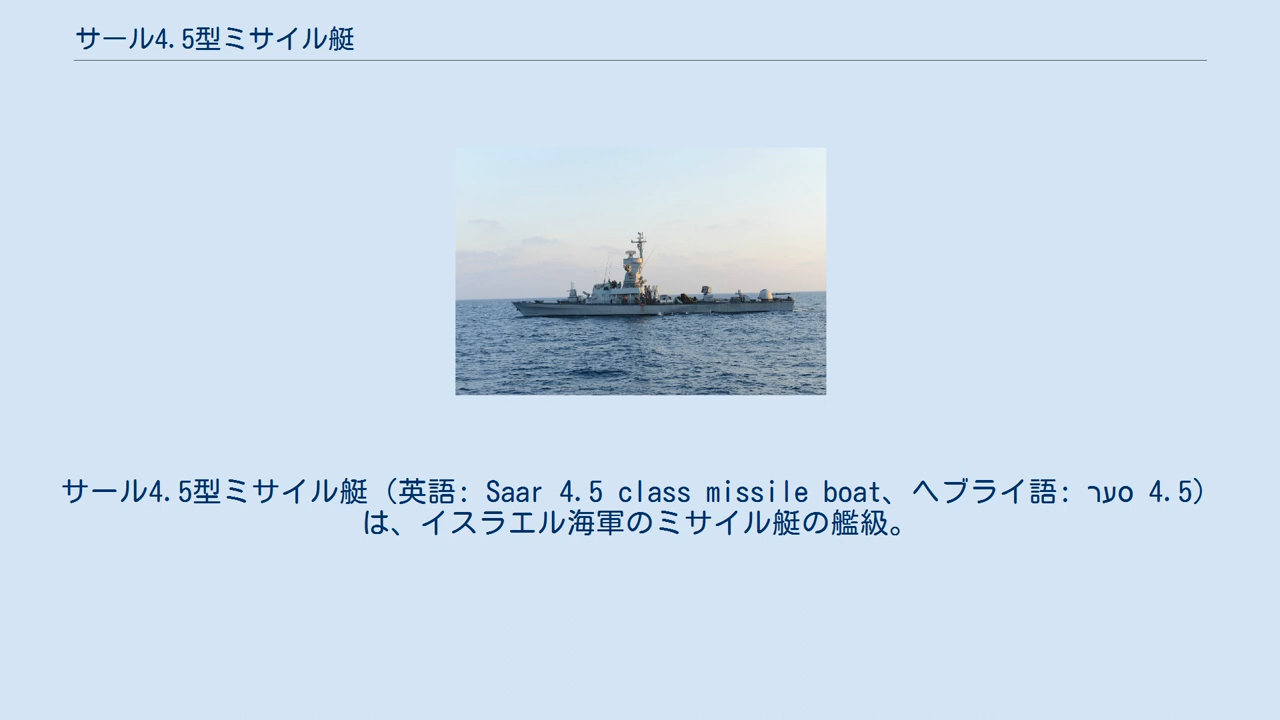 サール4.5型ミサイル艇
サール4.5型ミサイル艇（英語: Saar 4.5 class missile boat、ヘブライ語: סער 4.5）
は、イスラエル海軍のミサイル艇の艦級。